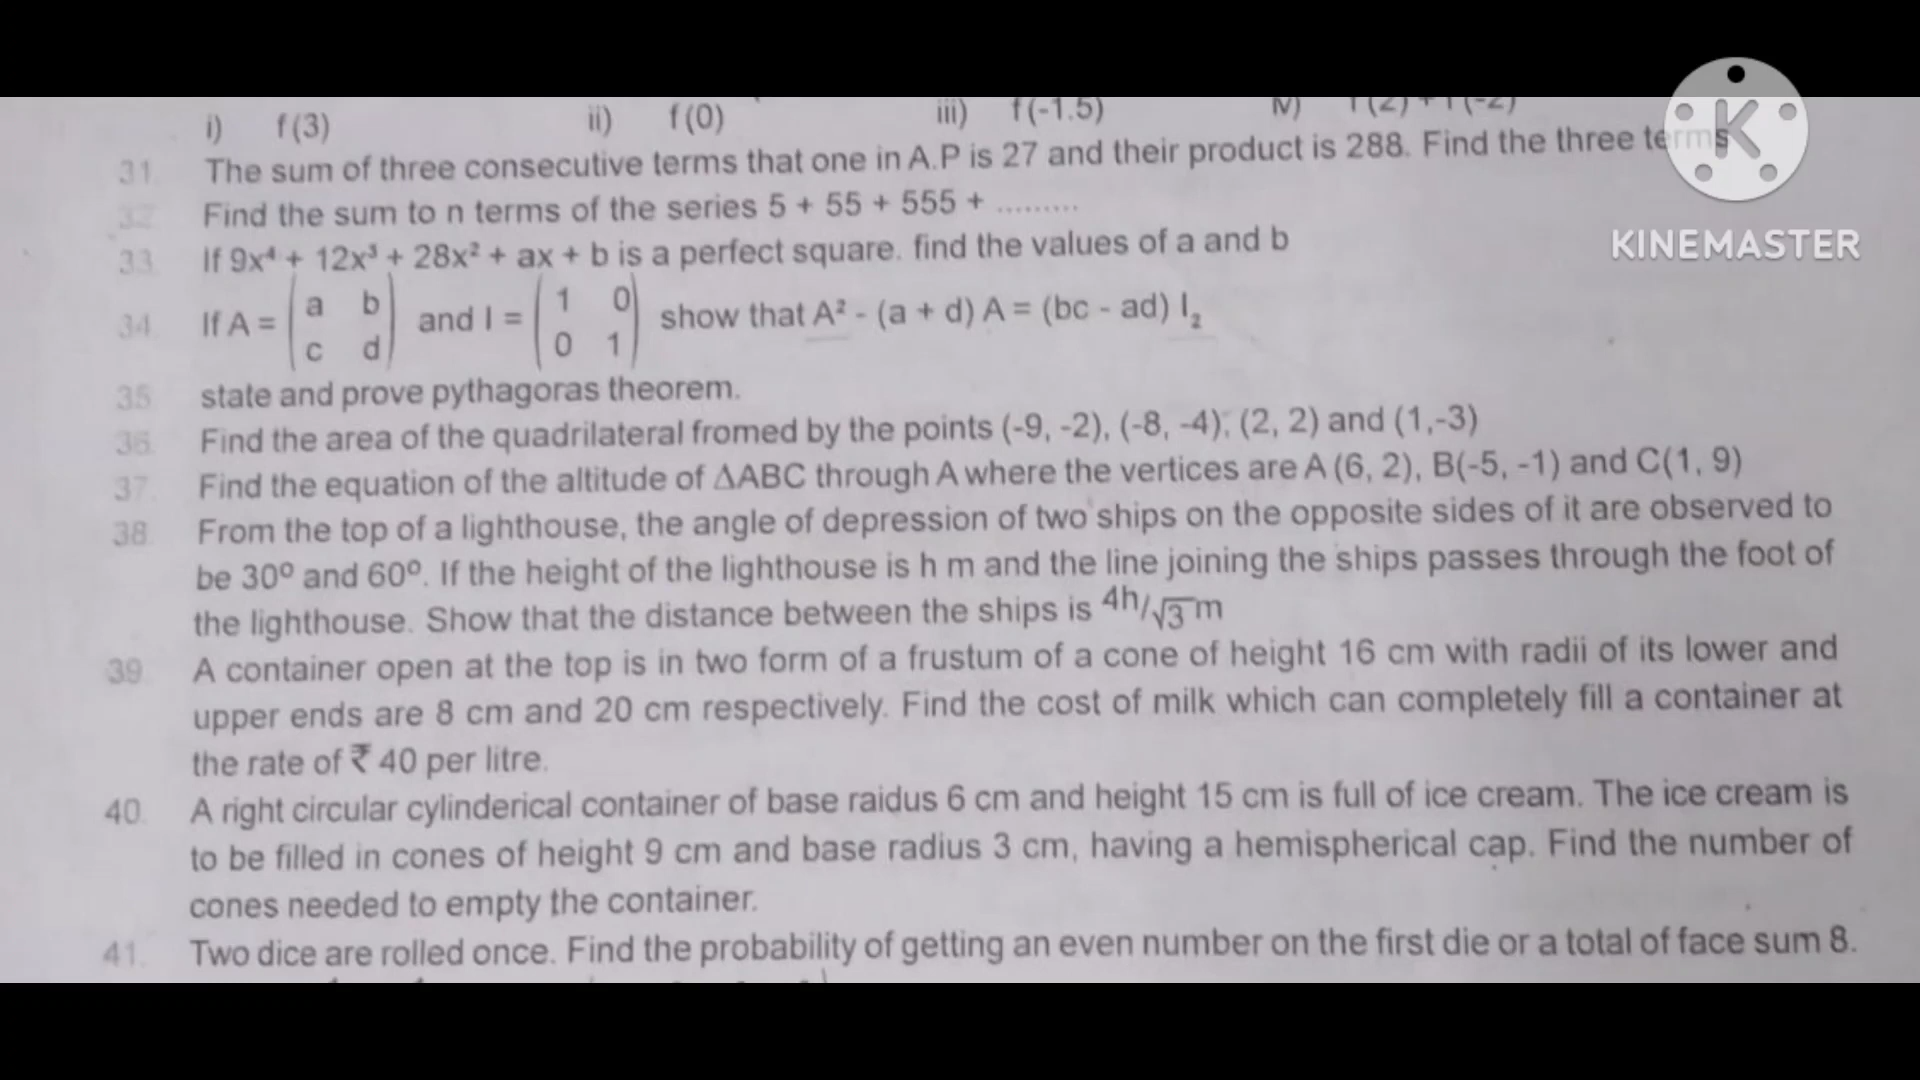 i) f(3) ii) f(0) iii) f(-1.5) iv) f(2) + f(-2)
31. The sum of three consecutive terms that one in A.P is 27 and their product is 288. Find the three terms
32. Find the sum to n terms of the series 5 + 55 + 555 + .........
33. If 9x⁴ + 12x³ + 28x² + ax + b is a perfect square. find the values of a and b
34. If A = (a b c d) and I = (1 0 0 1) show that A² - (a + d) A = (bc - ad) I₂
35. state and prove pythagoras theorem.
36. Find the area of the quadrilateral fromed by the points (-9, -2), (-8, -4), (2, 2) and (1,-3)
37. Find the equation of the altitude of ΔABC through A where the vertices are A (6, 2), B(-5, -1) and C(1, 9)
38. From the top of a lighthouse, the angle of depression of two ships on the opposite sides of it are observed to
be 30º and 60º. If the height of the lighthouse is h m and the line joining the ships passes through the foot of
the lighthouse. Show that the distance between the ships is 4h/√3 m
39. A container open at the top is in two form of a frustum of a cone of height 16 cm with radii of its lower and
upper ends are 8 cm and 20 cm respectively. Find the cost of milk which can completely fill a container at
the rate of ₹ 40 per litre.
40. A right circular cylinderical container of base raidus 6 cm and height 15 cm is full of ice cream. The ice cream is
to be filled in cones of height 9 cm and base radius 3 cm, having a hemispherical cap. Find the number of
cones needed to empty the container.
41. Two dice are rolled once. Find the probability of getting an even number on the first die or a total of face sum 8.
K
KINEMASTER